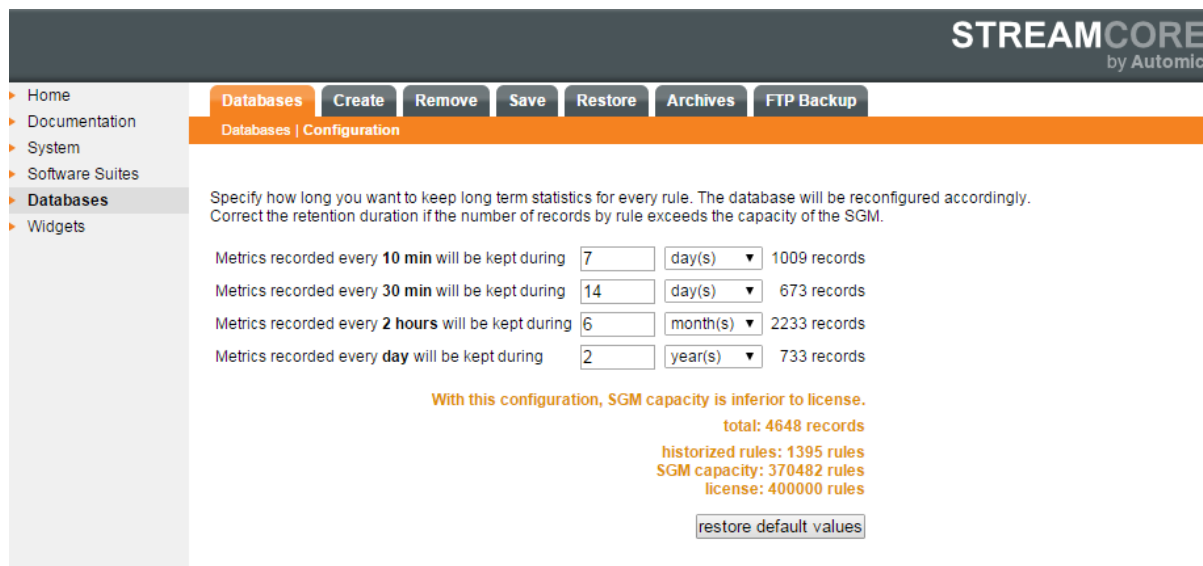 STREAMCORE
by Automic
Home
Documentation
System
Software Suites
Databases
Widgets
Databases Create Remove Save Restore Archives FTP Backup
Databases | Configuration
Specify how long you want to keep long term statistics for every rule. The database will be reconfigured accordingly.
Correct the retention duration if the number of records by rule exceeds the capacity of the SGM.
Metrics recorded every 10 min will be kept during 7 day(s) 1009 records
Metrics recorded every 30 min will be kept during 14 day(s) 673 records
Metrics recorded every 2 hours will be kept during 6 month(s) 2233 records
Metrics recorded every day will be kept during 2 year(s) 733 records
With this configuration, SGM capacity is inferior to license.
total: 4648 records
historized rules: 1395 rules
SGM capacity: 370482 rules
license: 400000 rules
restore default values